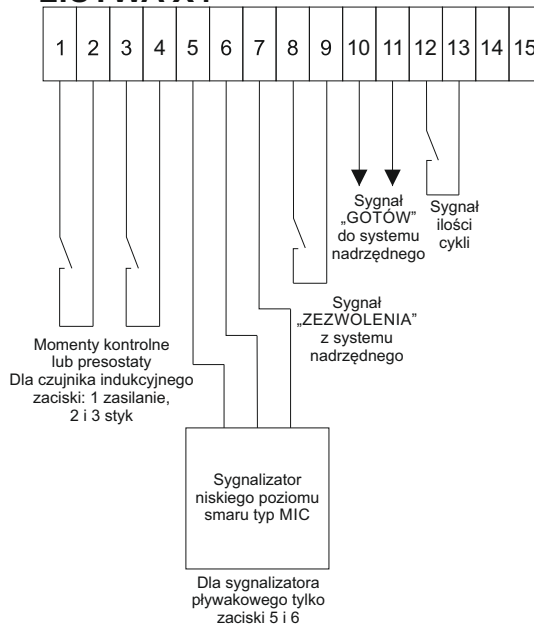 LISTWA X1
1 2 3 4 5 6 7 8 9 10 11 12 13 14 15
Sygnał
„GOTÓW”
do systemu
nadrzędnego
Sygnał
ilości
cykli
Sygnał
„ZEZWOLENIA”
z systemu
nadrzędnego
Momenty kontrolne
lub presostaty
Dla czujnika indukcyjnego
zaciski: 1 zasilanie,
2 i 3 styk
Sygnalizator
niskiego poziomu
smaru typ MIC
Dla sygnalizatora
pływakowego tylko
zaciski 5 i 6